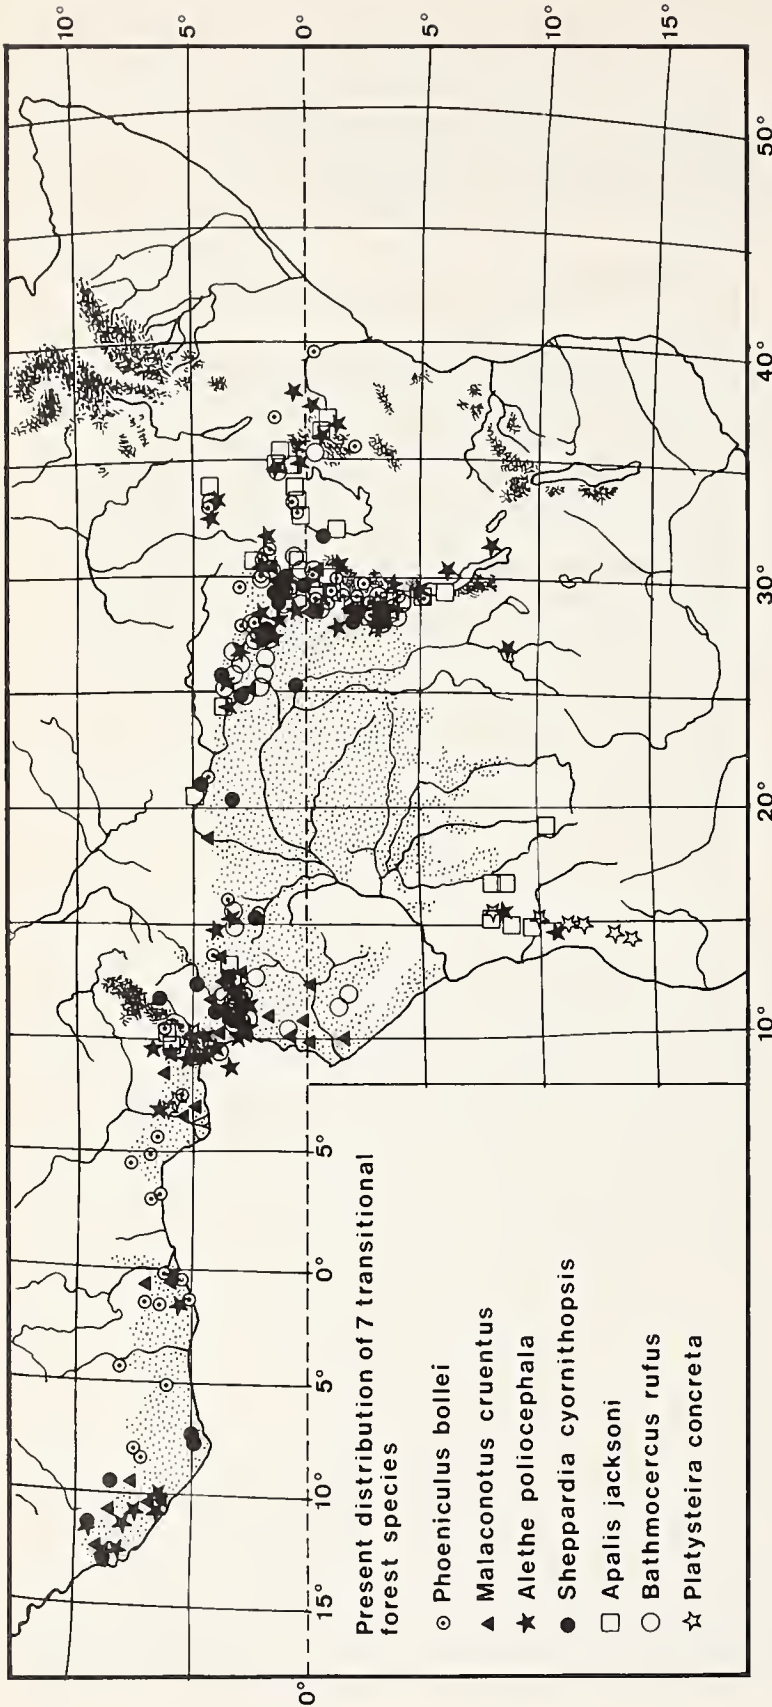 10°
5°
0°
5°
10°
15°
50°
40°
30°
20°
10°
5°
0°
5°
10°
15°
0°
Present distribution of 7 transitional
forest species
Phoeniculus bollei
Malaconotus cruentus
Alethe poliocephala
Sheppardia cyornithopsis
Apalis jacksoni
Bathmocercus rufus
Platysteira concreta